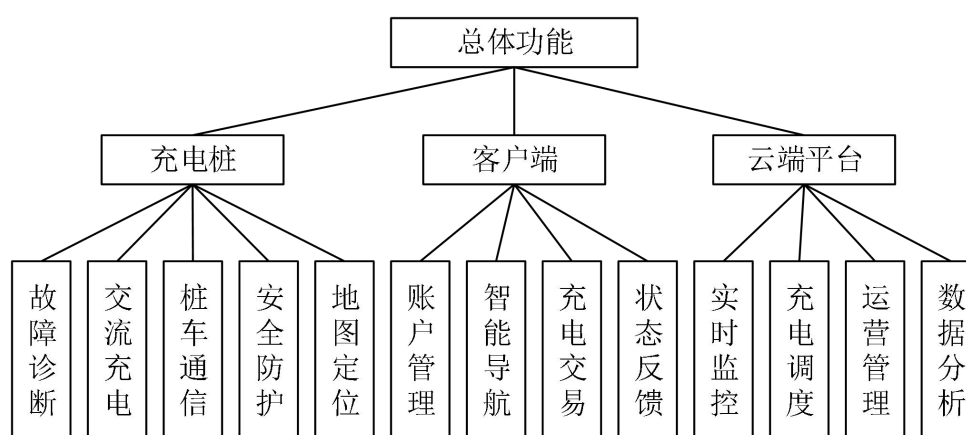 总体功能
充电桩
客户端
云端平台
故障诊断
交流充电
桩车通信
安全防护
地图定位
账户管理
智能导航
充电交易
状态反馈
实时监控
充电调度
运营管理
数据分析